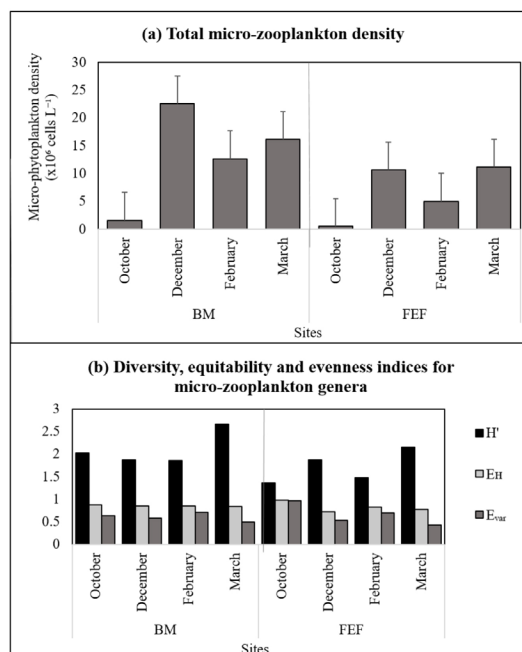 (a) Total micro-zooplankton density
Micro-phytoplankton density
(x10⁶ cells L⁻¹)
30
25
20
15
10
5
0
October
December
February
March
October
December
February
March
BM
FEF
Sites
(b) Diversity, equitability and evenness indices for
micro-zooplankton genera
3
2.5
2
1.5
1
0.5
0
H'
EH
Evar
October
December
February
March
October
December
February
March
BM
FEF
Sites